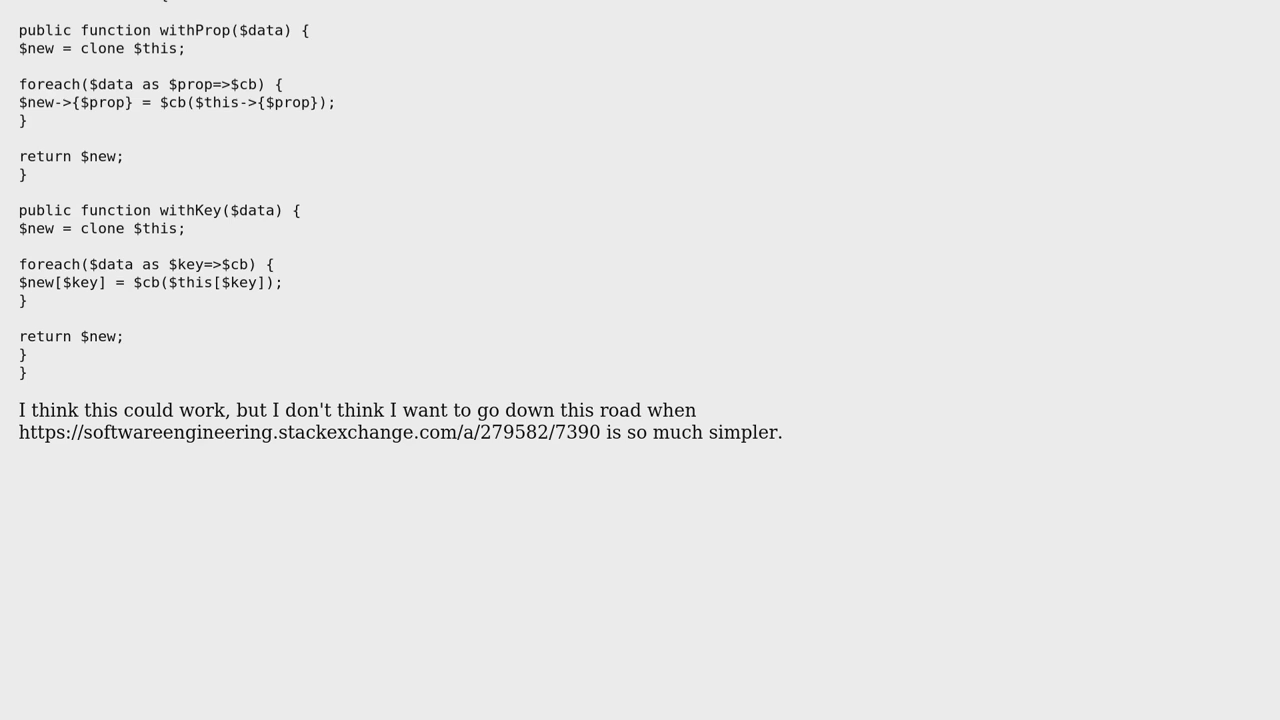 public function withProp($data) {
$new = clone $this;
foreach($data as $prop=>$cb) {
$new->{$prop} = $cb($this->{$prop});
}
return $new;
}
public function withKey($data) {
$new = clone $this;
foreach($data as $key=>$cb) {
$new[$key] = $cb($this[$key]);
}
return $new;
}
}
I think this could work, but I don't think I want to go down this road when
https://softwareengineering.stackexchange.com/a/279582/7390 is so much simpler.